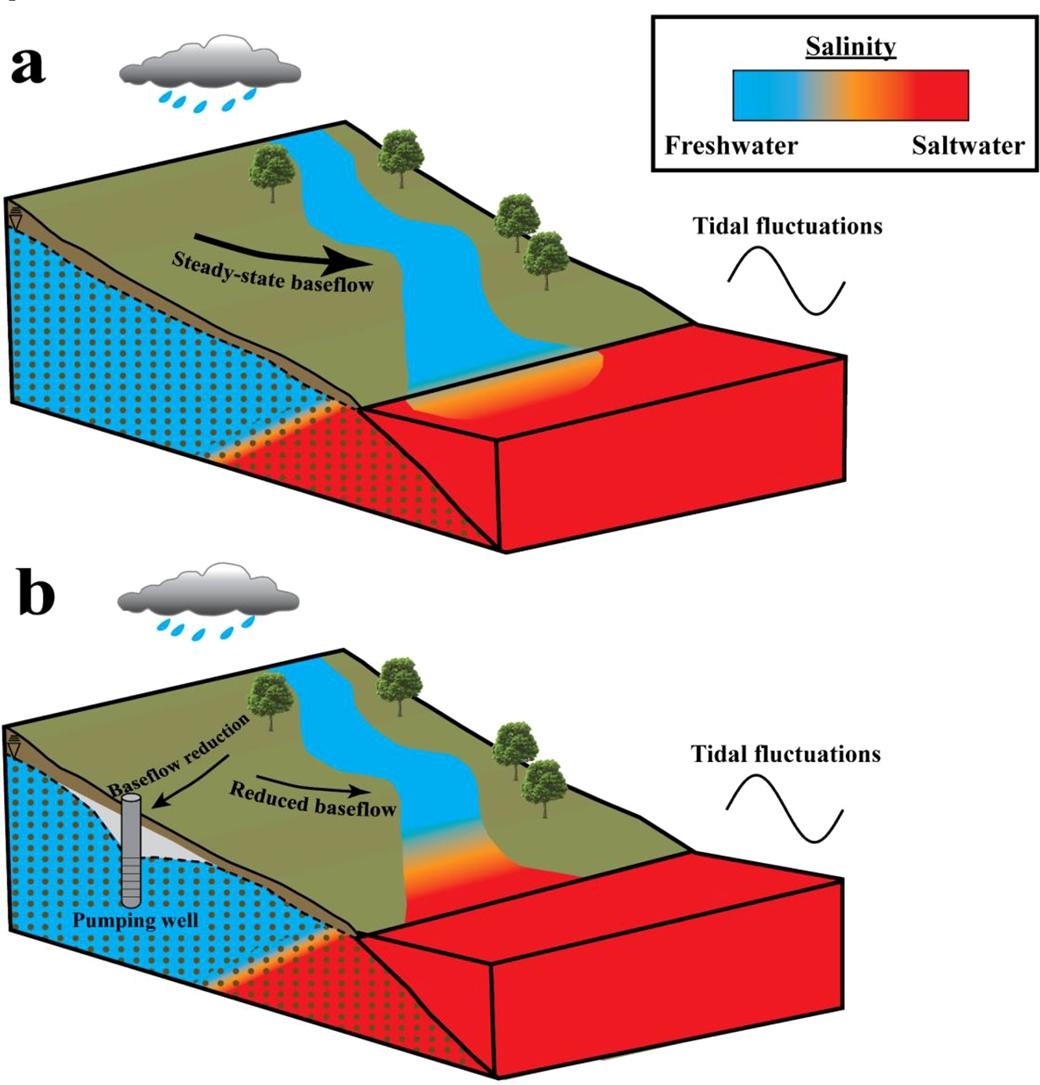 a
Salinity
Freshwater Saltwater
Tidal fluctuations
Steady-state baseflow
b
Tidal fluctuations
Baseflow reduction
Reduced baseflow
Pumping well